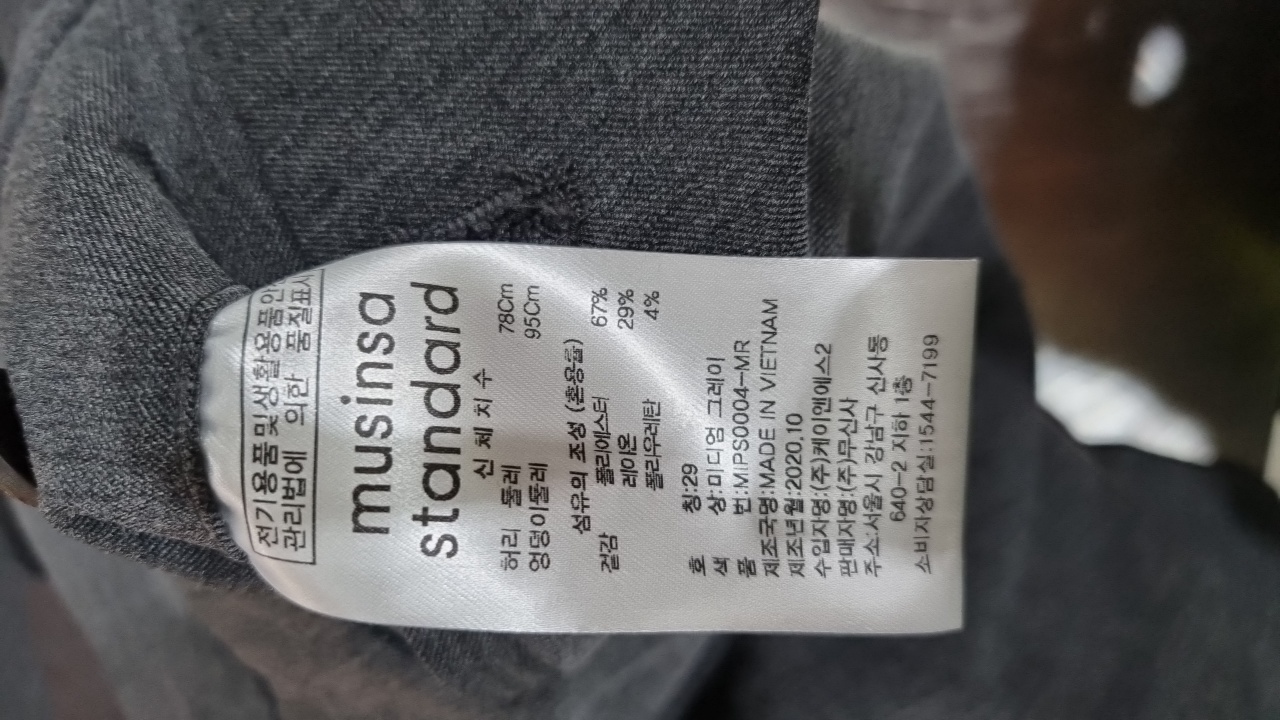 전기용품및생활용품안
관리법에 의한 품질표시
musinsa
standard
신체치수
허리 둘레 78Cm
엉덩이둘레 95Cm
섬유의 조성 (혼용율)
겉감 폴리에스터 67%
레이온 29%
폴리우레탄 4%
호 칭:29
색 상:미디엄 그레이
품 번:MIPS0004-MR
제조국명:MADE IN VIETNAM
제조년월:2020.10
수입자명:(주)케이앤에스2
판매자명:(주)무신사
주소:서울시 강남구 신사동
640-2 지하 1층
소비자상담실:1544-7199